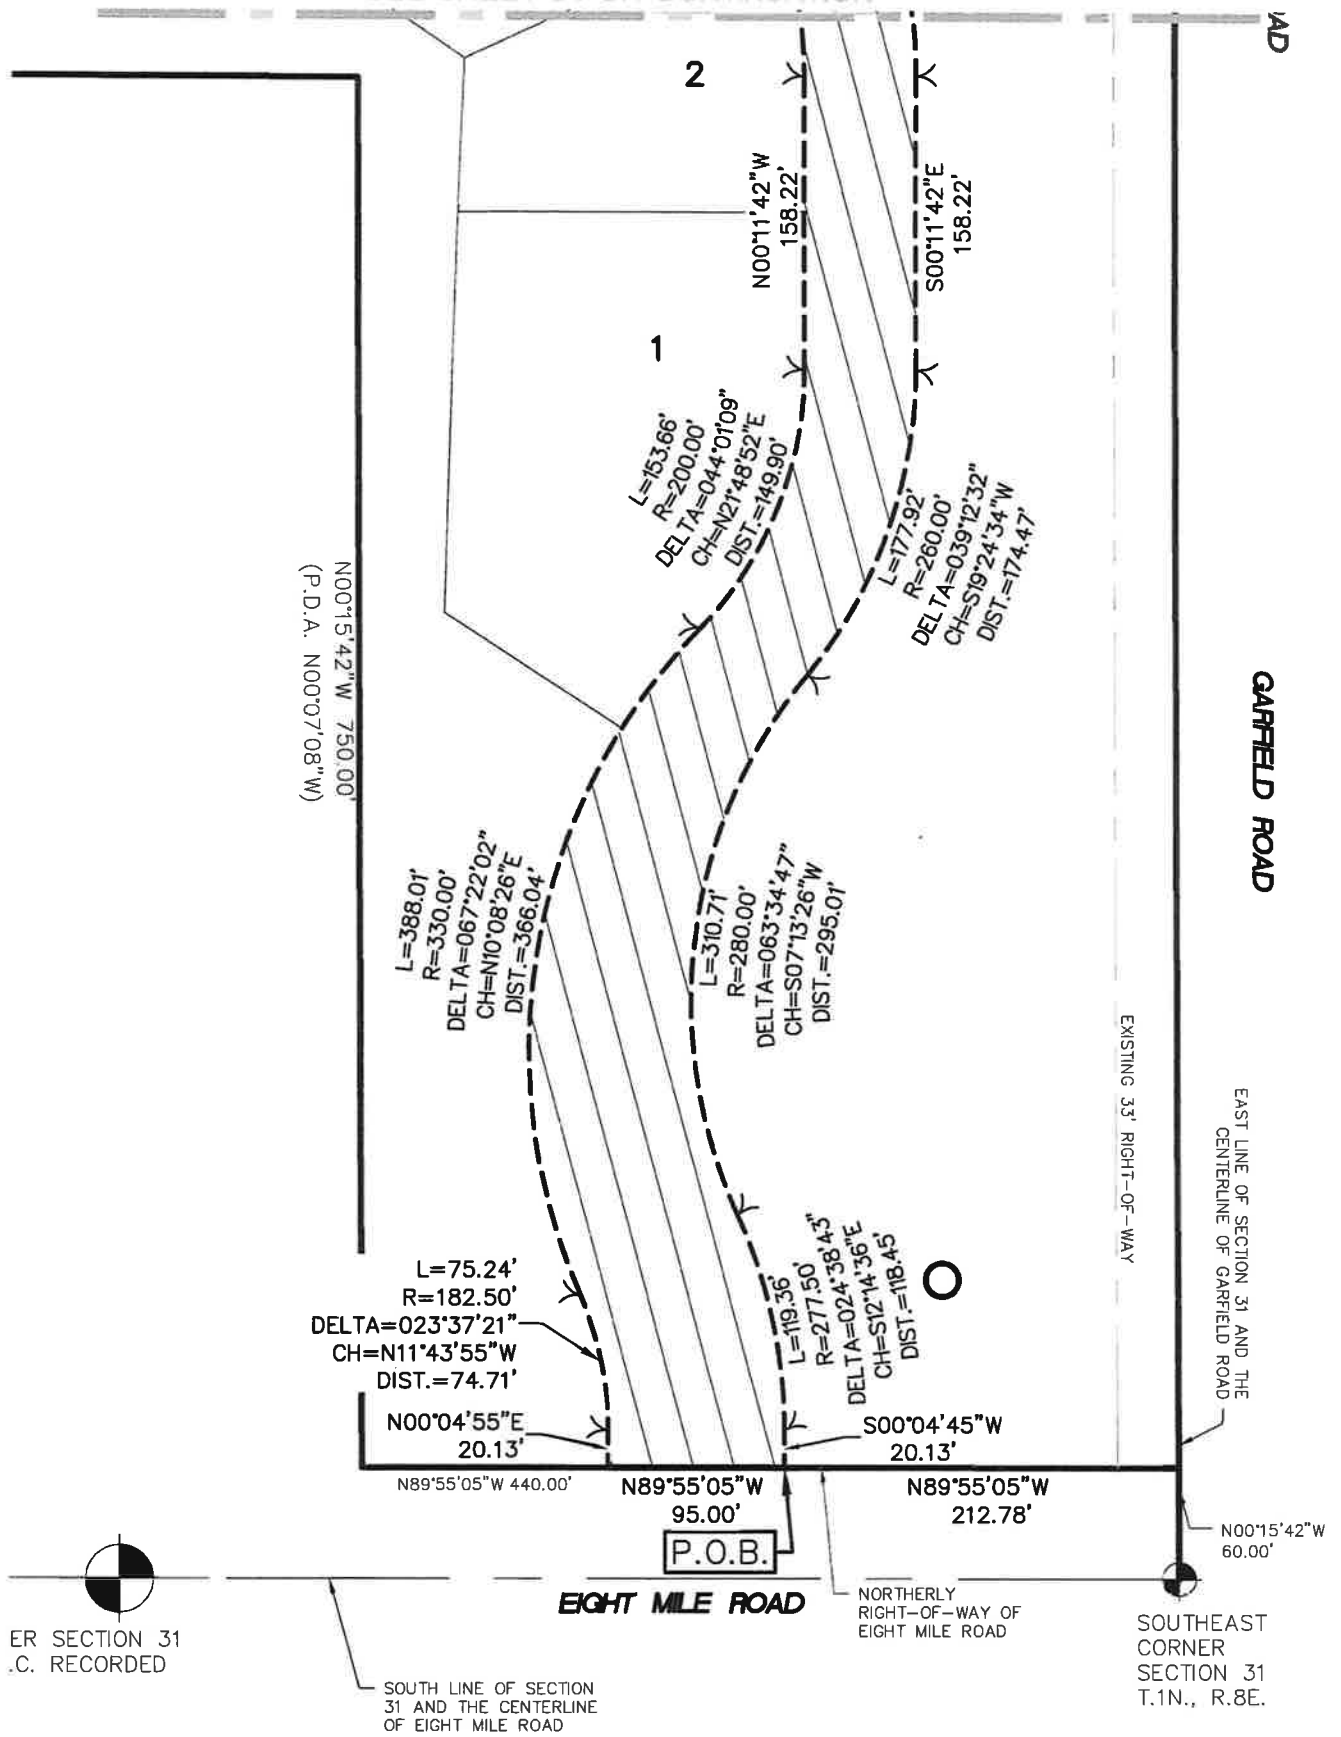 AD
2
N00°11'42"W
158.22'
S00°11'42"E
158.22'
1
L=153.66'
R=200.00'
DELTA=044°01'09"
CH=N21°48'52"E
DIST.=149.90'
L=177.92'
R=260.00'
DELTA=039°12'32"
CH=S19°24'34"W
DIST.=174.47'
N00°15'42"W 750.00'
(P.D.A. N00°07'08"W)
GARFIELD ROAD
L=388.01'
R=330.00'
DELTA=067°22'02"
CH=N10°08'26"E
DIST.=366.04'
L=310.71'
R=280.00'
DELTA=063°34'47"
CH=S07°13'26"W
DIST.=295.01'
EXISTING 33' RIGHT-OF-WAY
EAST LINE OF SECTION 31 AND THE
CENTERLINE OF GARFIELD ROAD
L=75.24'
R=182.50'
DELTA=023°37'21"
CH=N11°43'55"W
DIST.=74.71'
L=119.36'
R=277.50'
DELTA=024°38'43"
CH=S12°14'36"E
DIST.=118.45'
N00°04'55"E
20.13'
S00°04'45"W
20.13'
N89°55'05"W 440.00'
N89°55'05"W
95.00'
N89°55'05"W
212.78'
P.O.B.
N00°15'42"W
60.00'
EIGHT MILE ROAD
NORTHERLY
RIGHT-OF-WAY OF
EIGHT MILE ROAD
SOUTHEAST
CORNER
SECTION 31
T.1N., R.8E.
ER SECTION 31
.C. RECORDED
SOUTH LINE OF SECTION
31 AND THE CENTERLINE
OF EIGHT MILE ROAD